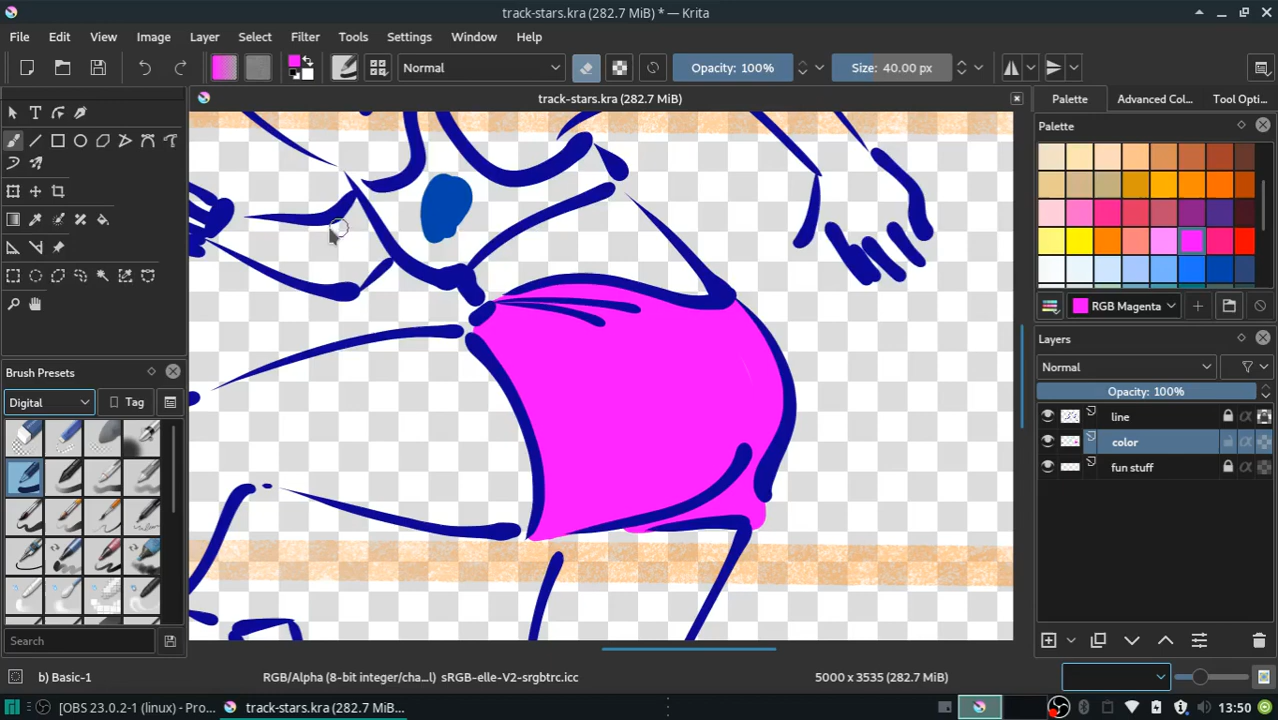 track-stars.kra (282.7 MiB) * — Krita
File Edit View Image Layer Select Filter Tools Settings Window Help
Normal Opacity: 100% Size: 40.00 px
track-stars.kra (282.7 MiB)
Palette Advanced Col... Tool Opti...
Palette
RGB Magenta
Layers
Normal
Opacity: 100%
line
color
fun stuff
Brush Presets
Digital Tag
Search
b) Basic-1 RGB/Alpha (8-bit integer/cha...l) sRGB-elle-V2-srgbtrc.icc 5000 x 3535 (282.7 MiB)
[OBS 23.0.2-1 (linux) - Pro... track-stars.kra (282.7 MiB... 13:50